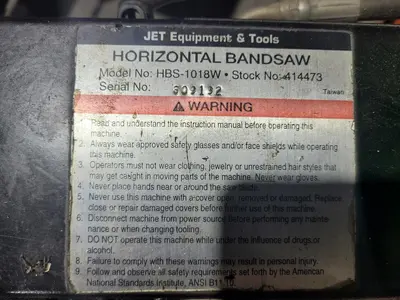 JET Equipment & Tools
HORIZONTAL BANDSAW
Model No: HBS-1018W • Stock No: 414473
Serial No:
Taiwan
WARNING
1. Read and understand the instruction manual before operating this
machine.
2. Always wear approved safety glasses and/or face shields while operating
this machine.
3. Operators must not wear clothing, jewelry or unrestrained hair styles that
may get caught in moving parts of the machine. Never wear gloves.
4. Never place hands near or around the saw blade.
5. Never use this machine with a cover open, removed or damaged. Replace,
close or repair damaged covers before further use of this machine.
6. Disconnect machine from power source before performing any mainte-
nance or when changing tooling.
7. DO NOT operate this machine while under the influence of drugs or
alcohol.
8. Failure to comply with these warnings may result in personal injury.
9. Follow and observe all safety requirements set forth by the American
National Standards Institute, ANSI B11.10.